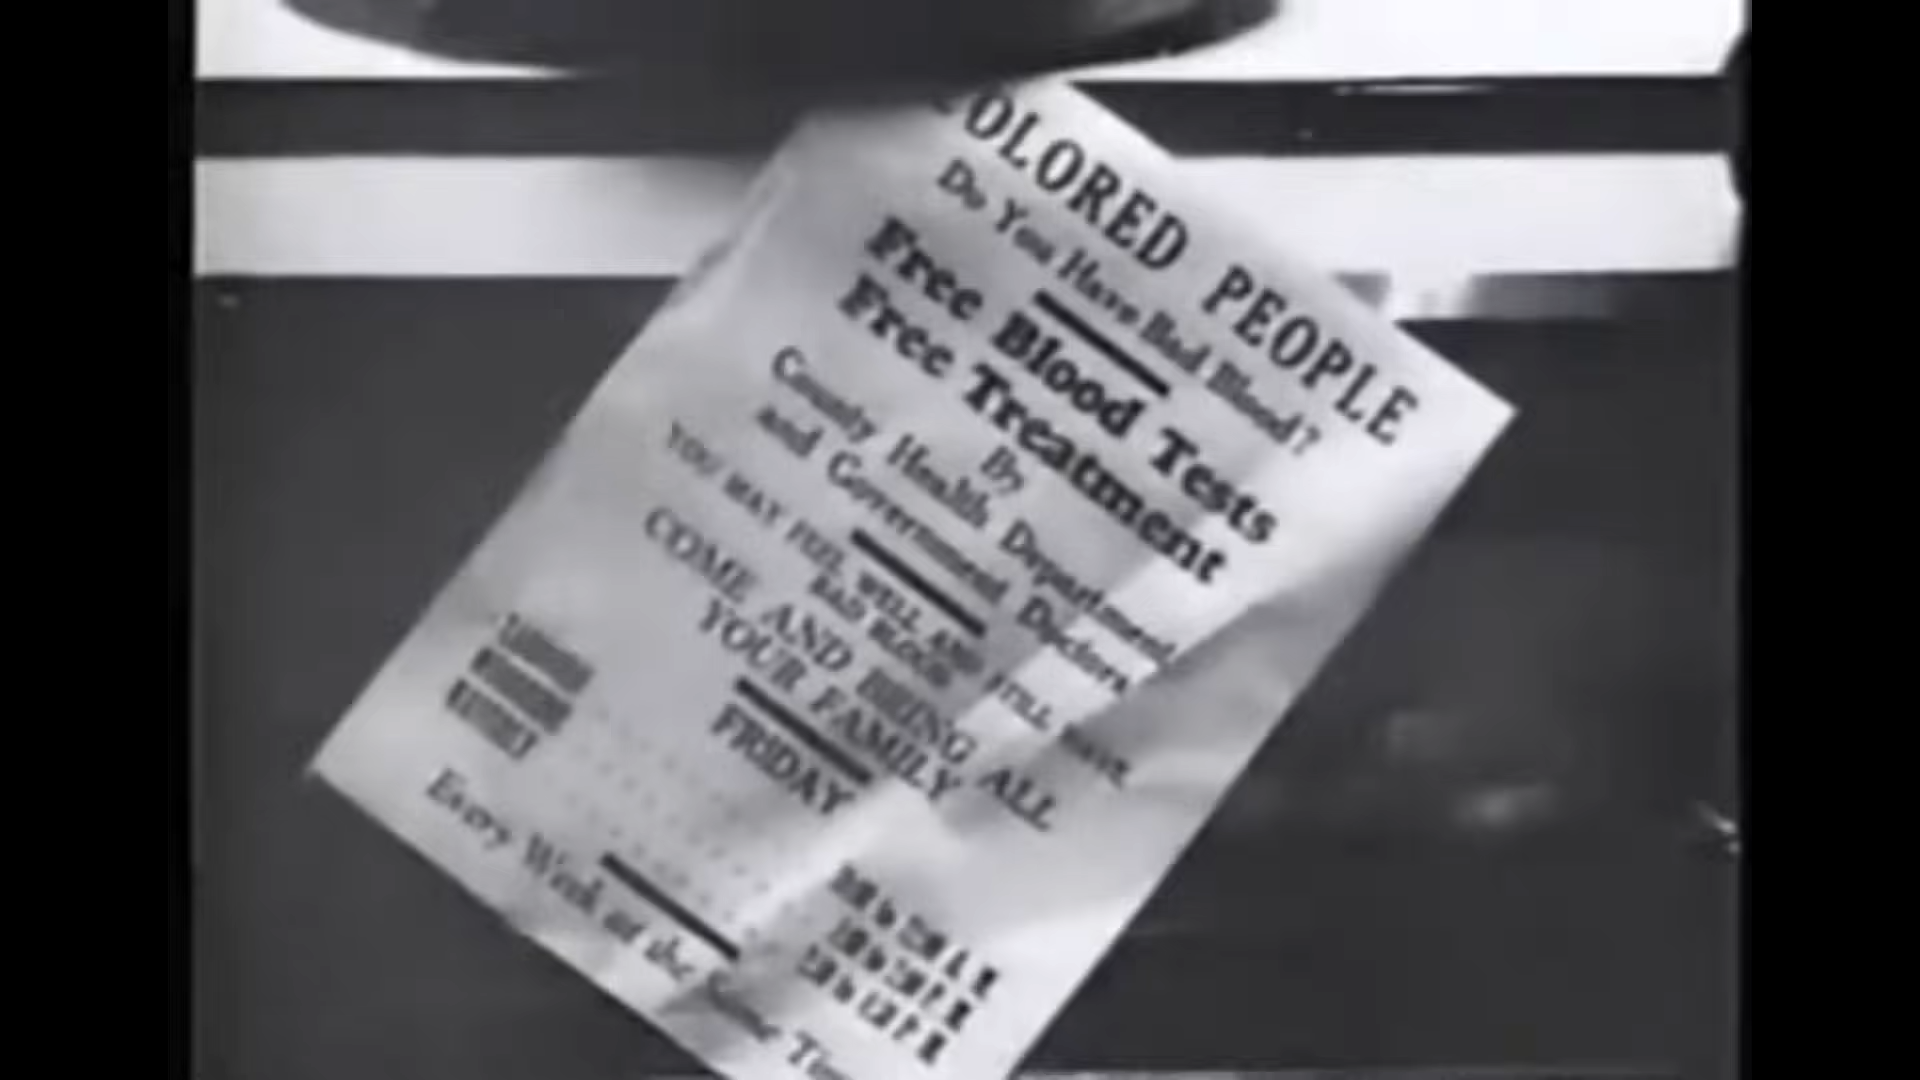 COLORED PEOPLE
Do You Have Bad Blood?
Free Blood Tests
Free Treatment
By
County Health Department
and Government Doctors
YOU MAY FEEL WELL AND STILL HAVE
BAD BLOOD
COME AND BRING ALL
YOUR FAMILY
FRIDAY
Every Week at the Same